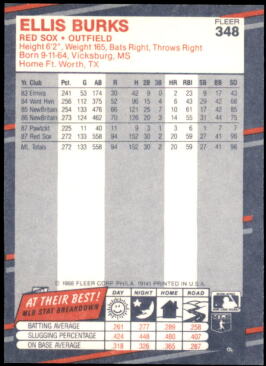 ELLIS BURKS
RED SOX • OUTFIELD
FLEER
348
Height 6'2", Weight 165, Bats Right, Throws Right
Born 9-11-64, Vicksburg, MS
Home Ft. Worth, TX
Yr. Club Pct. G AB R H 2B 3B HR RBI SB BB SO
83 Elmira 241 53 174 30 42 9 0 2 23 9 17 43
84 Wint Hvn 256 112 375 52 96 15 4 6 43 29 42 68
85 NewBritain 254 133 476 66 121 25 7 10 61 17 42 85
86 NewBritain 273 124 462 70 126 20 3 14 55 31 44 75
87 Pawtckt 225 11 40 11 9 3 1 3 6 1 7 7
87 Red Sox 272 133 558 94 152 30 2 20 59 27 41 98
ML Totals 272 133 558 94 152 30 2 20 59 27 41 98
© 1988 FLEER CORP. PHILA. 19141 PRINTED IN U.S.A.
AT THEIR BEST!
MLB STAT BREAKDOWN
DAY NIGHT HOME ROAD
BATTING AVERAGE 261 277 289 258
SLUGGING PERCENTAGE 424 448 480 407
ON BASE AVERAGE 318 326 365 287